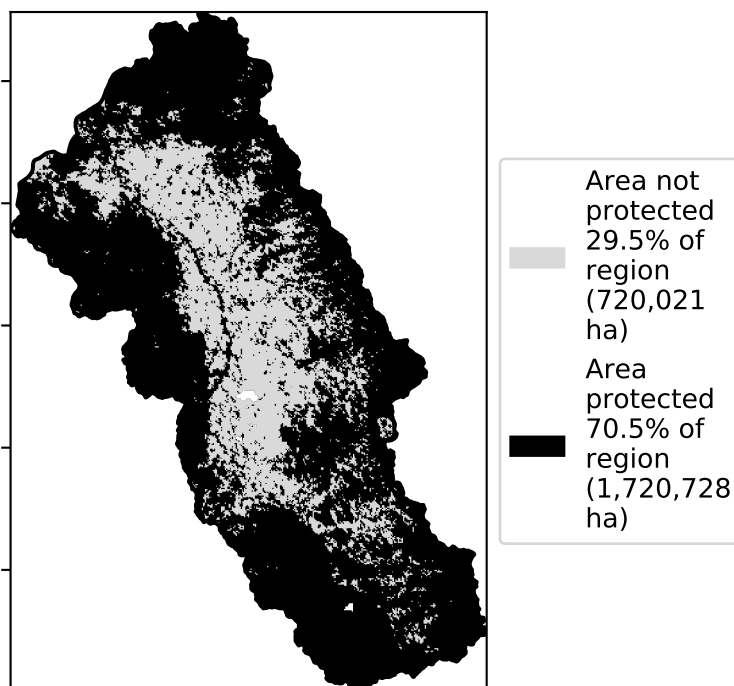 Area not
protected
29.5% of
region
(720,021
ha)
Area
protected
70.5% of
region
(1,720,728
ha)